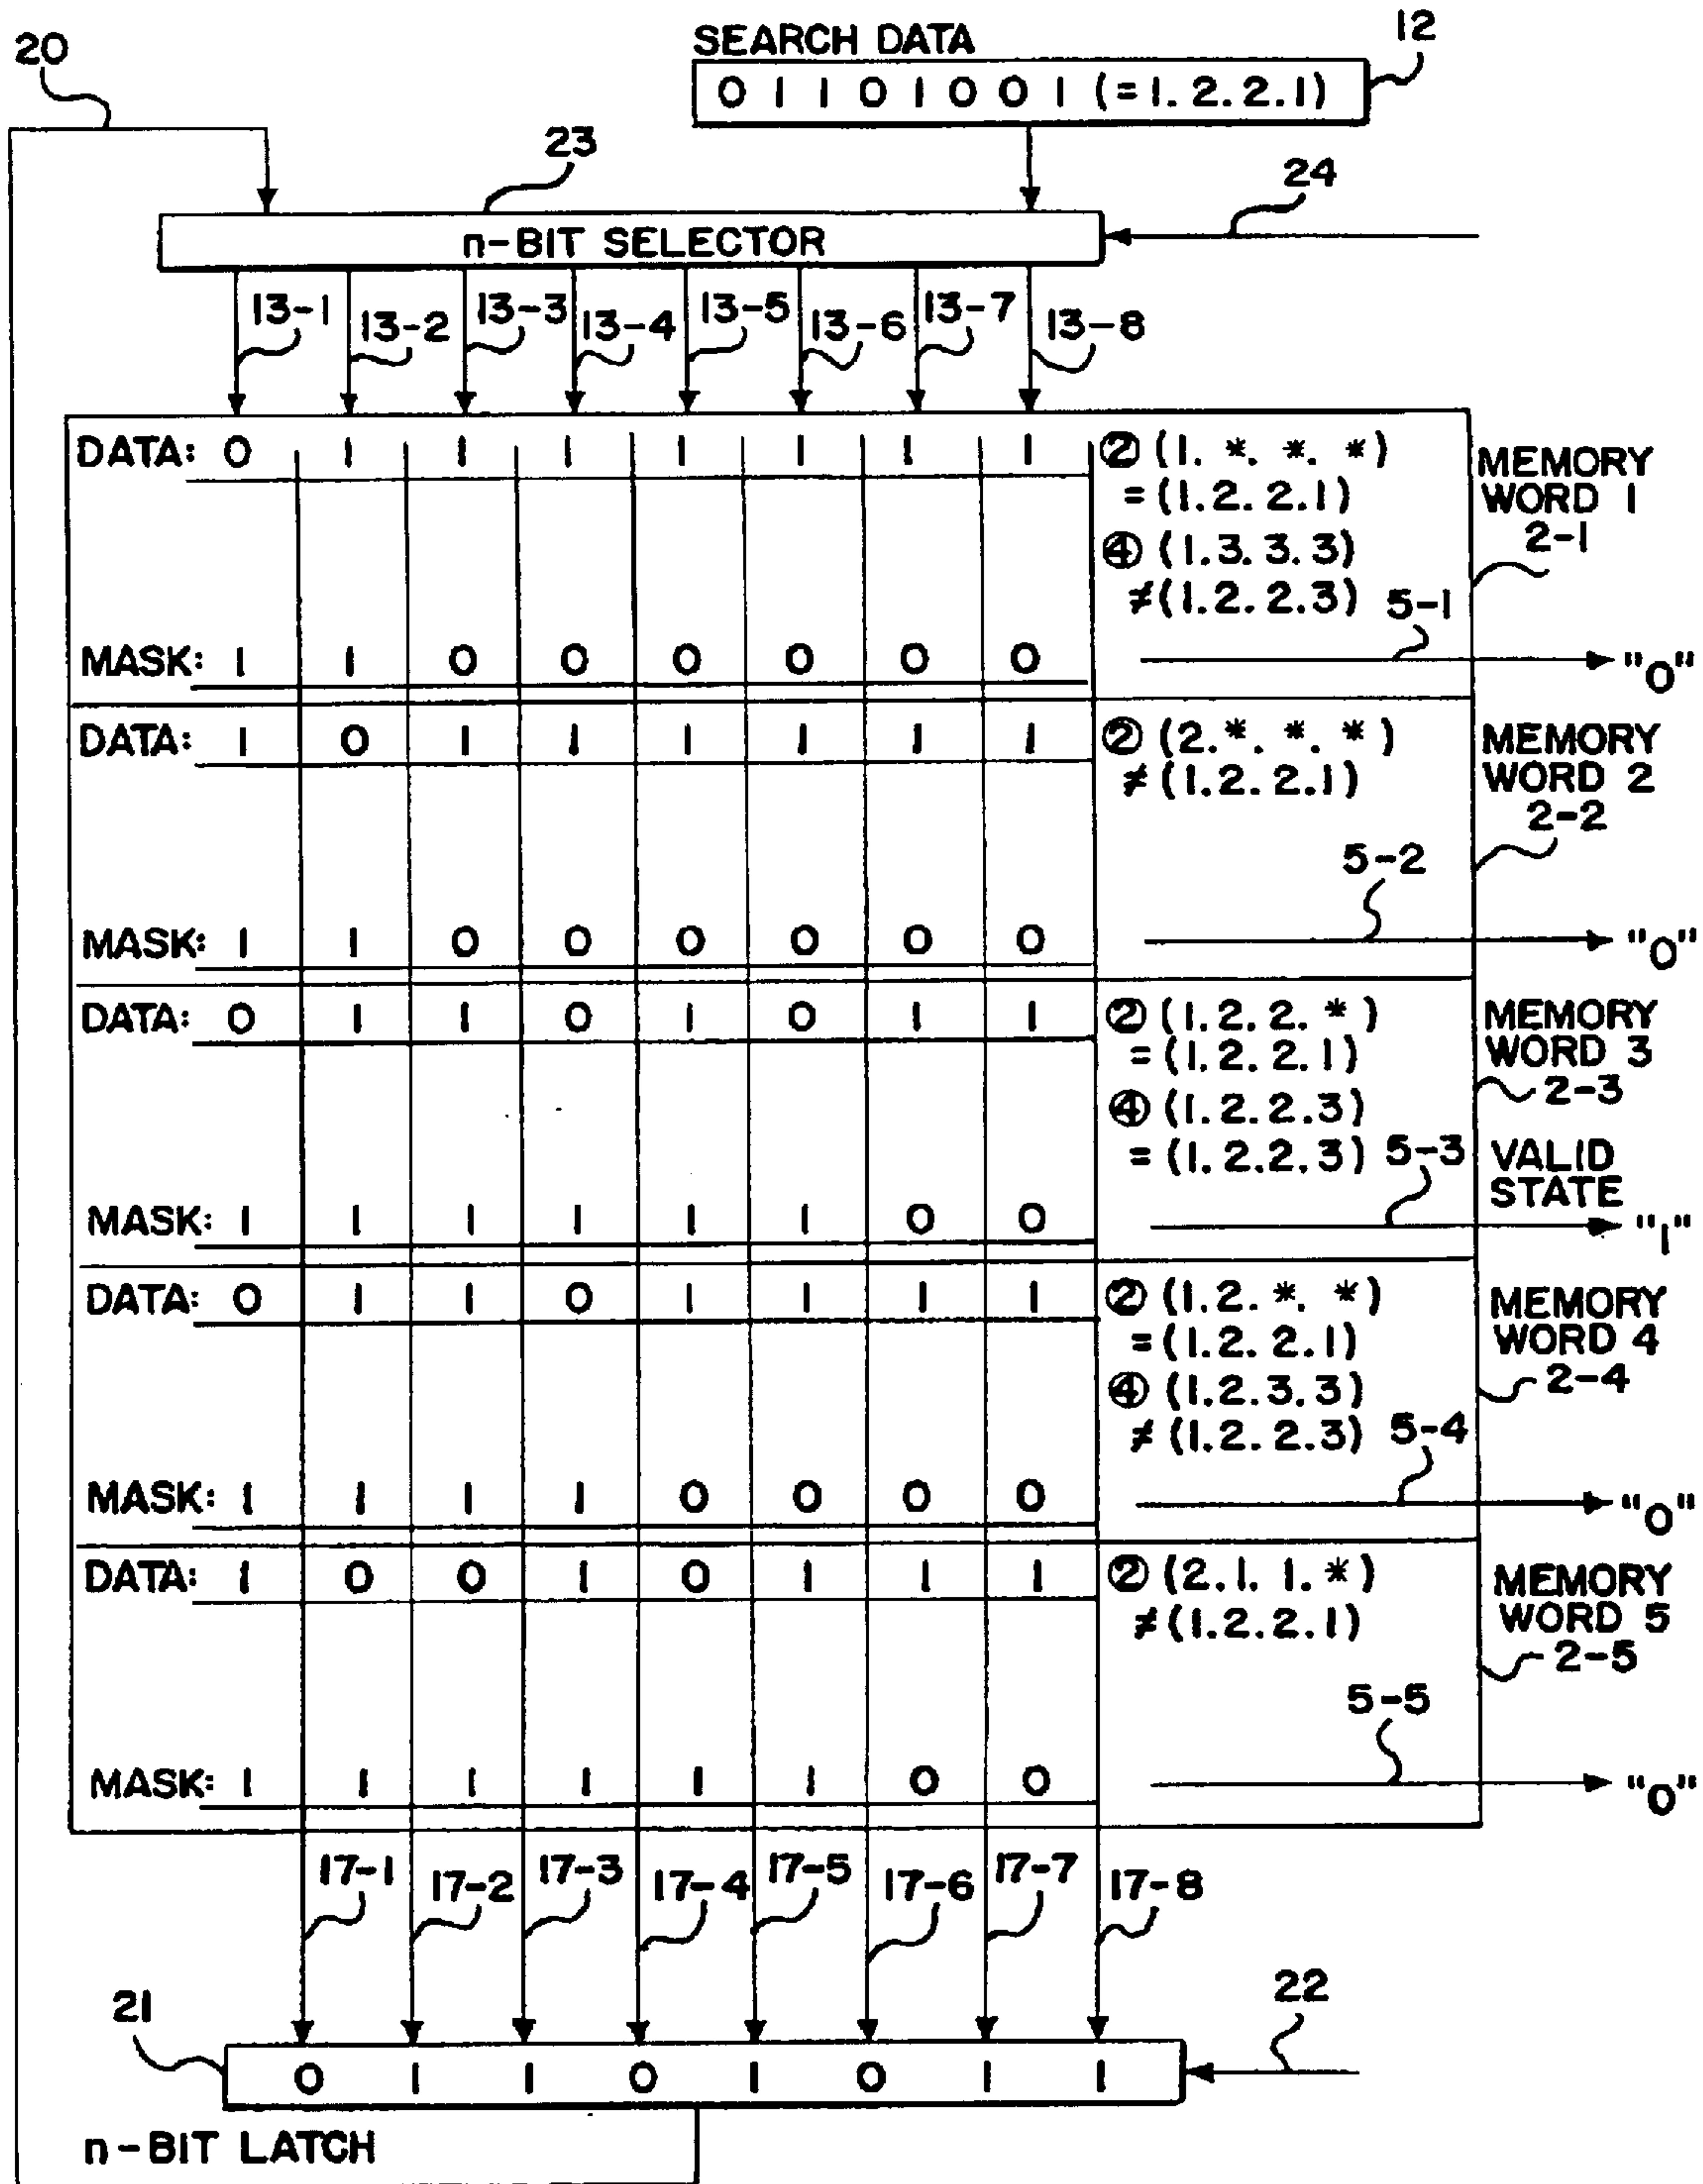 20
SEARCH DATA
12
0 1 1 0 1 0 0 1 (=1. 2. 2. 1)
23
24
n-BIT SELECTOR
13-1 13-2 13-3 13-4 13-5 13-6 13-7 13-8
DATA: 0 1 1 1 1 1 1 1
② (1. *. *. *)
= (1. 2. 2. 1)
④ (1. 3. 3. 3)
≠ (1. 2. 2. 3)
MEMORY
WORD 1
2-1
5-1
MASK: 1 1 0 0 0 0 0 0
"0"
DATA: 1 0 1 1 1 1 1 1
② (2. *. *. *)
≠ (1. 2. 2. 1)
MEMORY
WORD 2
2-2
5-2
MASK: 1 1 0 0 0 0 0 0
"0"
DATA: 0 1 1 0 1 0 1 1
② (1. 2. 2. *)
= (1. 2. 2. 1)
④ (1. 2. 2. 3)
= (1. 2. 2. 3)
MEMORY
WORD 3
2-3
5-3
VALID
STATE
MASK: 1 1 1 1 1 1 0 0
"1"
DATA: 0 1 1 0 1 1 1 1
② (1. 2. *. *)
= (1. 2. 2. 1)
④ (1. 2. 3. 3)
≠ (1. 2. 2. 3)
MEMORY
WORD 4
2-4
5-4
MASK: 1 1 1 1 0 0 0 0
"0"
DATA: 1 0 0 1 0 1 1 1
② (2. 1. 1. *)
≠ (1. 2. 2. 1)
MEMORY
WORD 5
2-5
5-5
MASK: 1 1 1 1 1 1 0 0
"0"
17-1 17-2 17-3 17-4 17-5 17-6 17-7 17-8
21
22
0 1 1 0 1 0 1 1
n-BIT LATCH